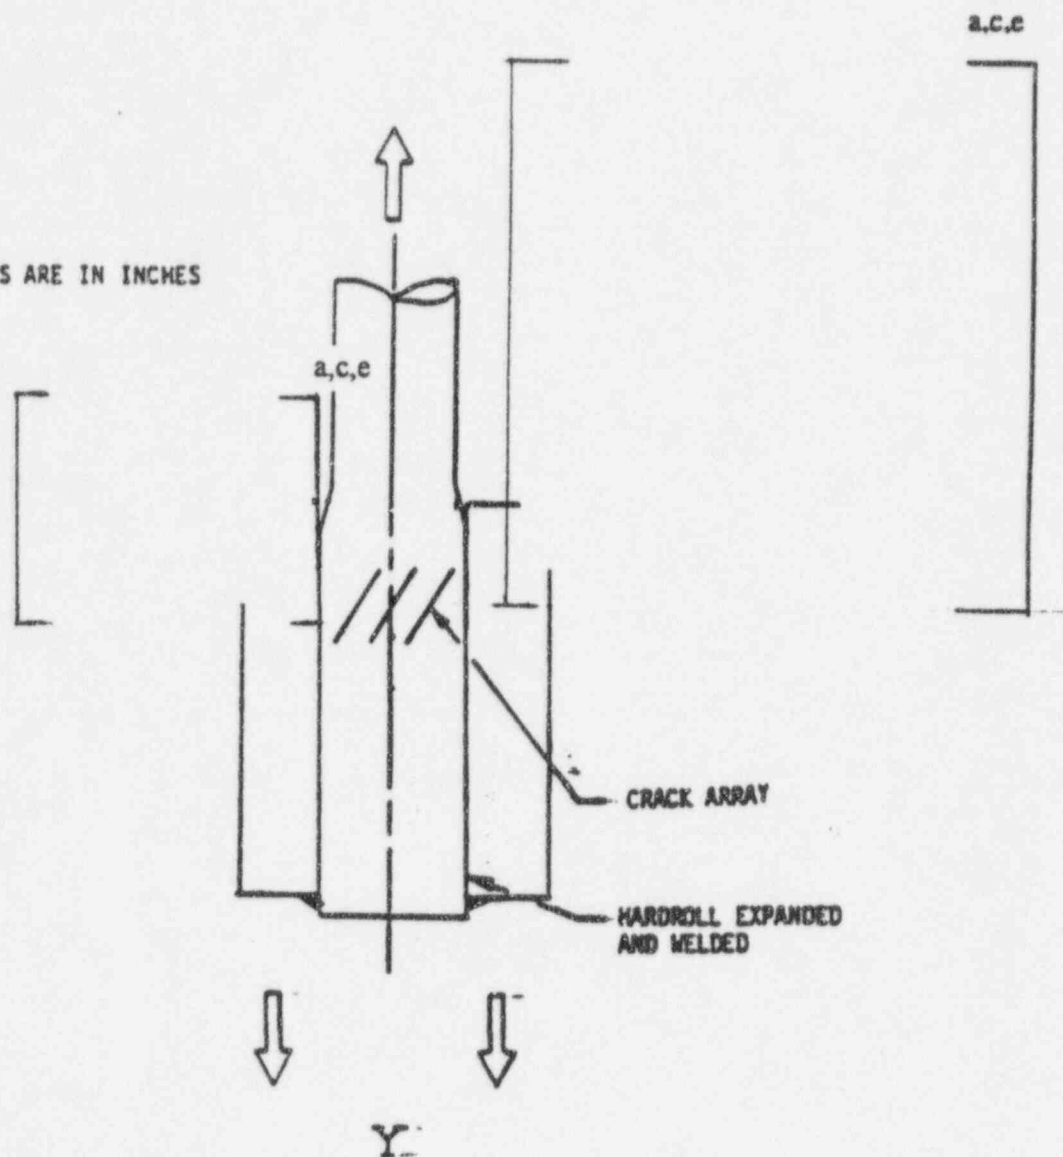 a,c,e
S ARE IN INCHES
a,c,e
CRACK ARRAY
HARDROLL EXPANDED
AND WELDED
Y